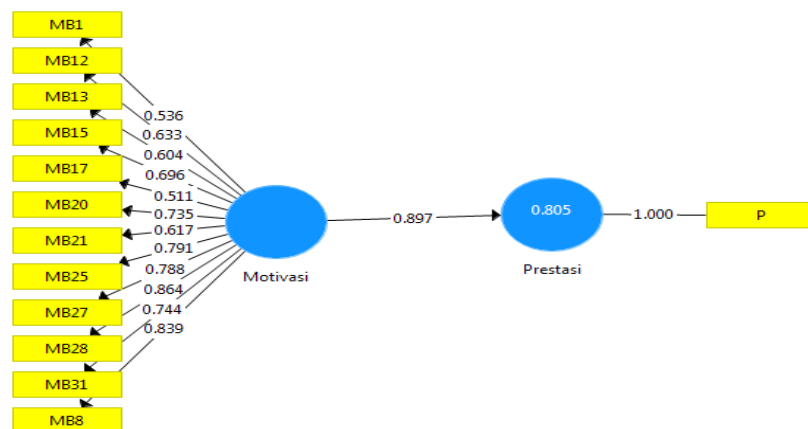 MB1
MB12
MB13
MB15
MB17
MB20
MB21
MB25
MB27
MB28
MB31
MB8
0.536
0.633
0.604
0.696
0.511
0.735
0.617
0.791
0.788
0.864
0.744
0.839
Motivasi
0.897
0.805
Prestasi
1.000
P